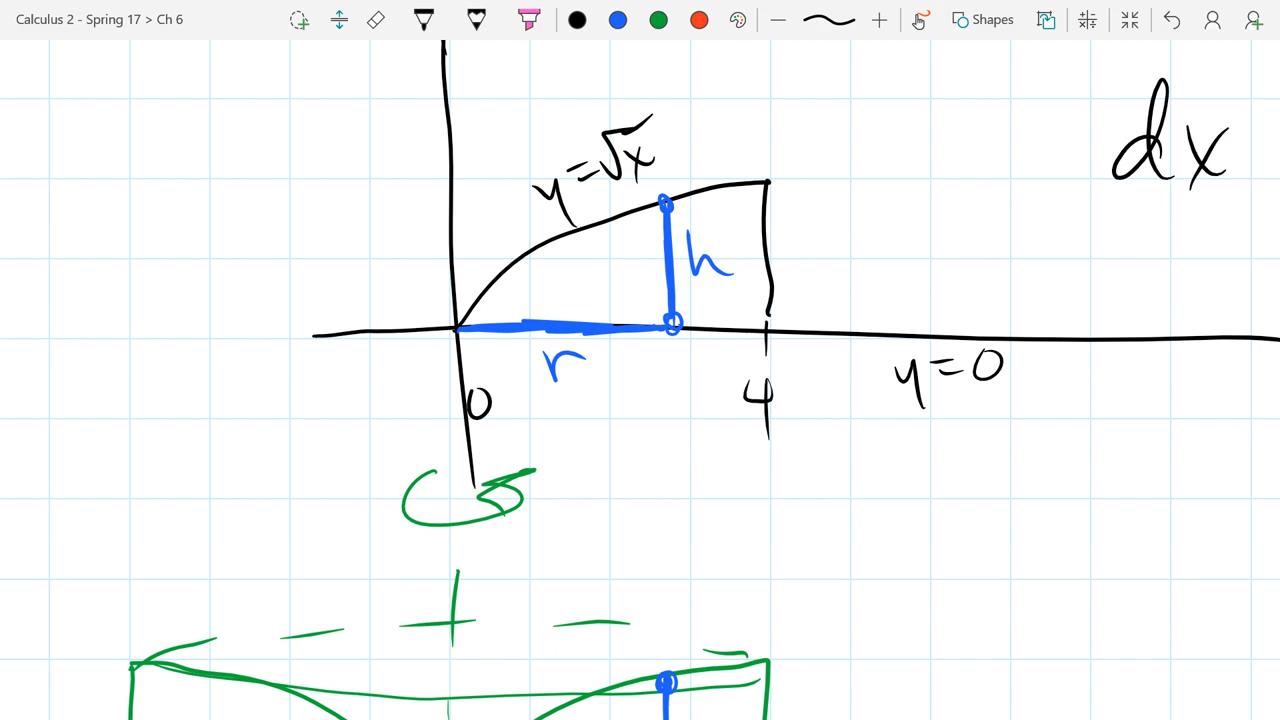 Calculus 2 - Spring 17 > Ch 6
Shapes
dx
y=√x
h
r
y=0
0
4